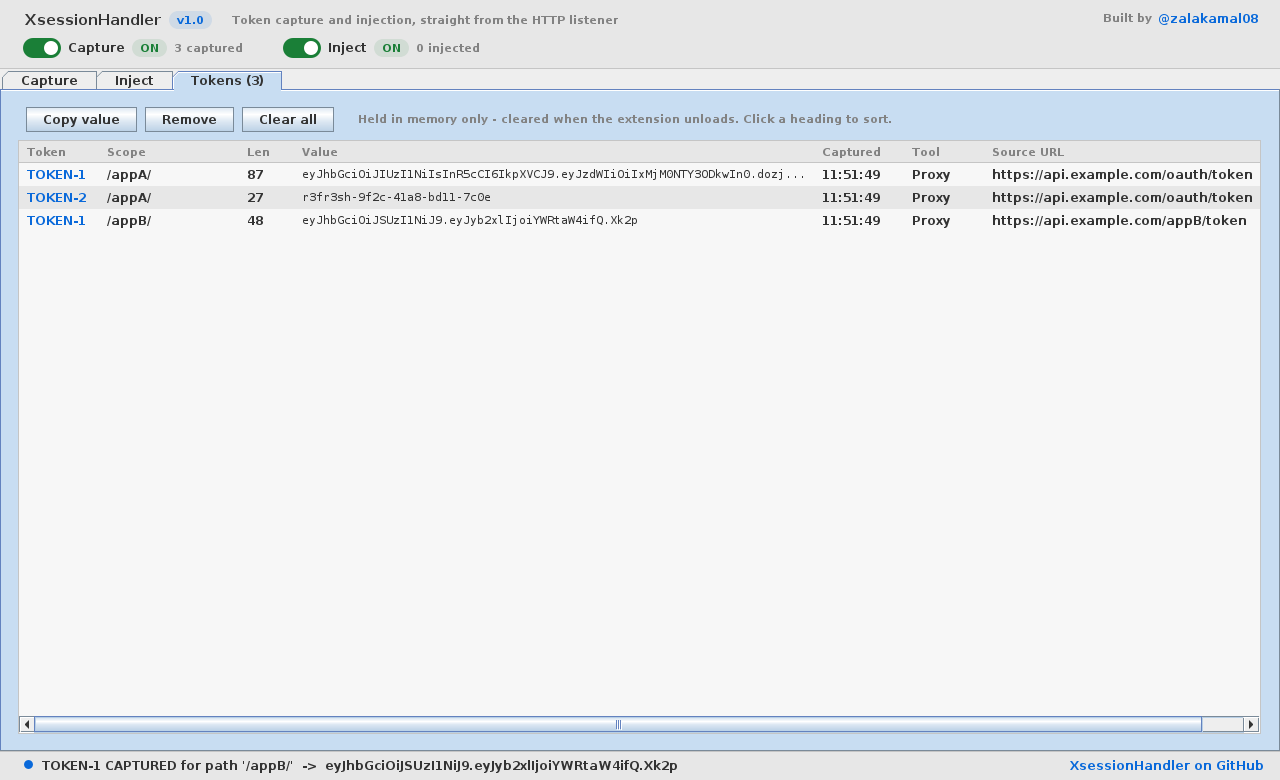 XsessionHandler v1.0 Token capture and injection, straight from the HTTP listener Built by @zalakamal08
Capture ON 3 captured Inject ON 0 injected
Capture Inject Tokens (3)
Copy value Remove Clear all Held in memory only - cleared when the extension unloads. Click a heading to sort.
Token Scope Len Value Captured Tool Source URL
TOKEN-1 /appA/ 87 eyJhbGciOiJIUzI1NiIsInR5cCI6IkpXVCJ9.eyJzdWIiOiIxMjM0NTY3ODkwIn0.dozj... 11:51:49 Proxy https://api.example.com/oauth/token
TOKEN-2 /appA/ 27 r3fr3sh-9f2c-41a8-bd11-7c0e 11:51:49 Proxy https://api.example.com/oauth/token
TOKEN-1 /appB/ 48 eyJhbGciOiJSUzI1NiJ9.eyJyb2xlIjoiYWRtaW4ifQ.Xk2p 11:51:49 Proxy https://api.example.com/appB/token
TOKEN-1 CAPTURED for path '/appB/' -> eyJhbGciOiJSUzI1NiJ9.eyJyb2xlIjoiYWRtaW4ifQ.Xk2p XsessionHandler on GitHub